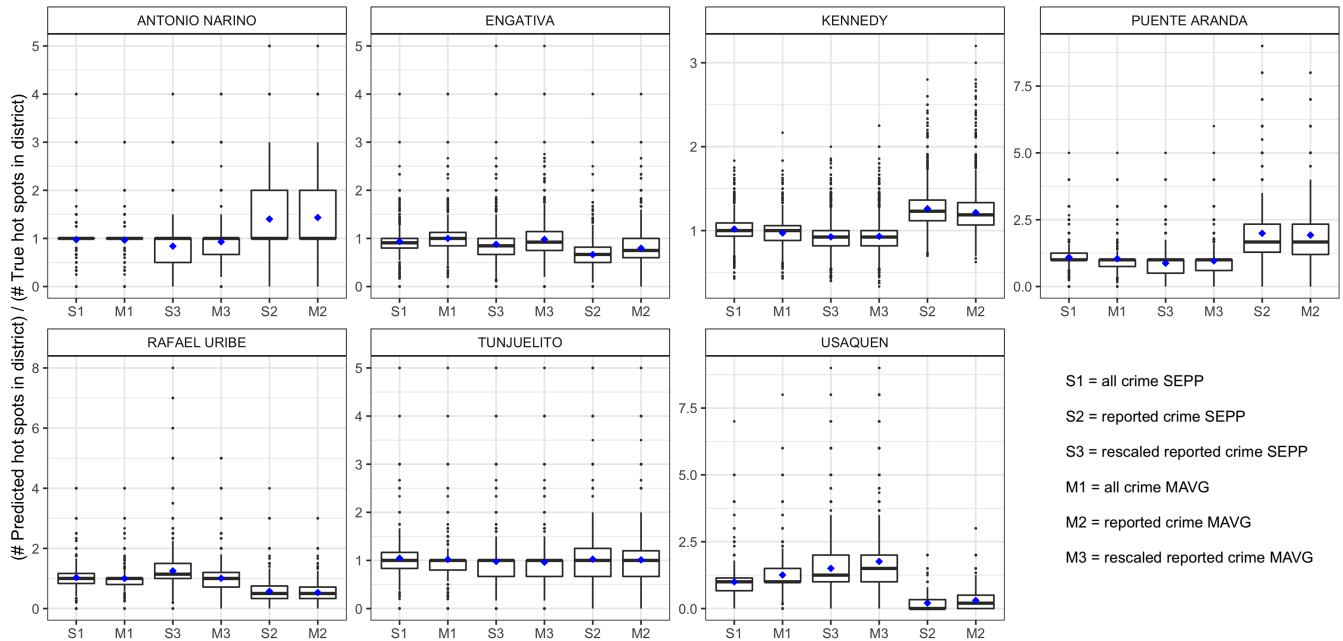 (# Predicted hot spots in district) / (# True hot spots in district)
ANTONIO NARINO
5
4
3
2
1
0
S1 M1 S3 M3 S2 M2
ENGATIVA
5
4
3
2
1
0
S1 M1 S3 M3 S2 M2
KENNEDY
3
2
1
S1 M1 S3 M3 S2 M2
PUENTE ARANDA
7.5
5.0
2.5
0.0
S1 M1 S3 M3 S2 M2
RAFAEL URIBE
8
6
4
2
0
S1 M1 S3 M3 S2 M2
TUNJUELITO
5
4
3
2
1
0
S1 M1 S3 M3 S2 M2
USAQUEN
7.5
5.0
2.5
0.0
S1 M1 S3 M3 S2 M2
S1 = all crime SEPP
S2 = reported crime SEPP
S3 = rescaled reported crime SEPP
M1 = all crime MAVG
M2 = reported crime MAVG
M3 = rescaled reported crime MAVG